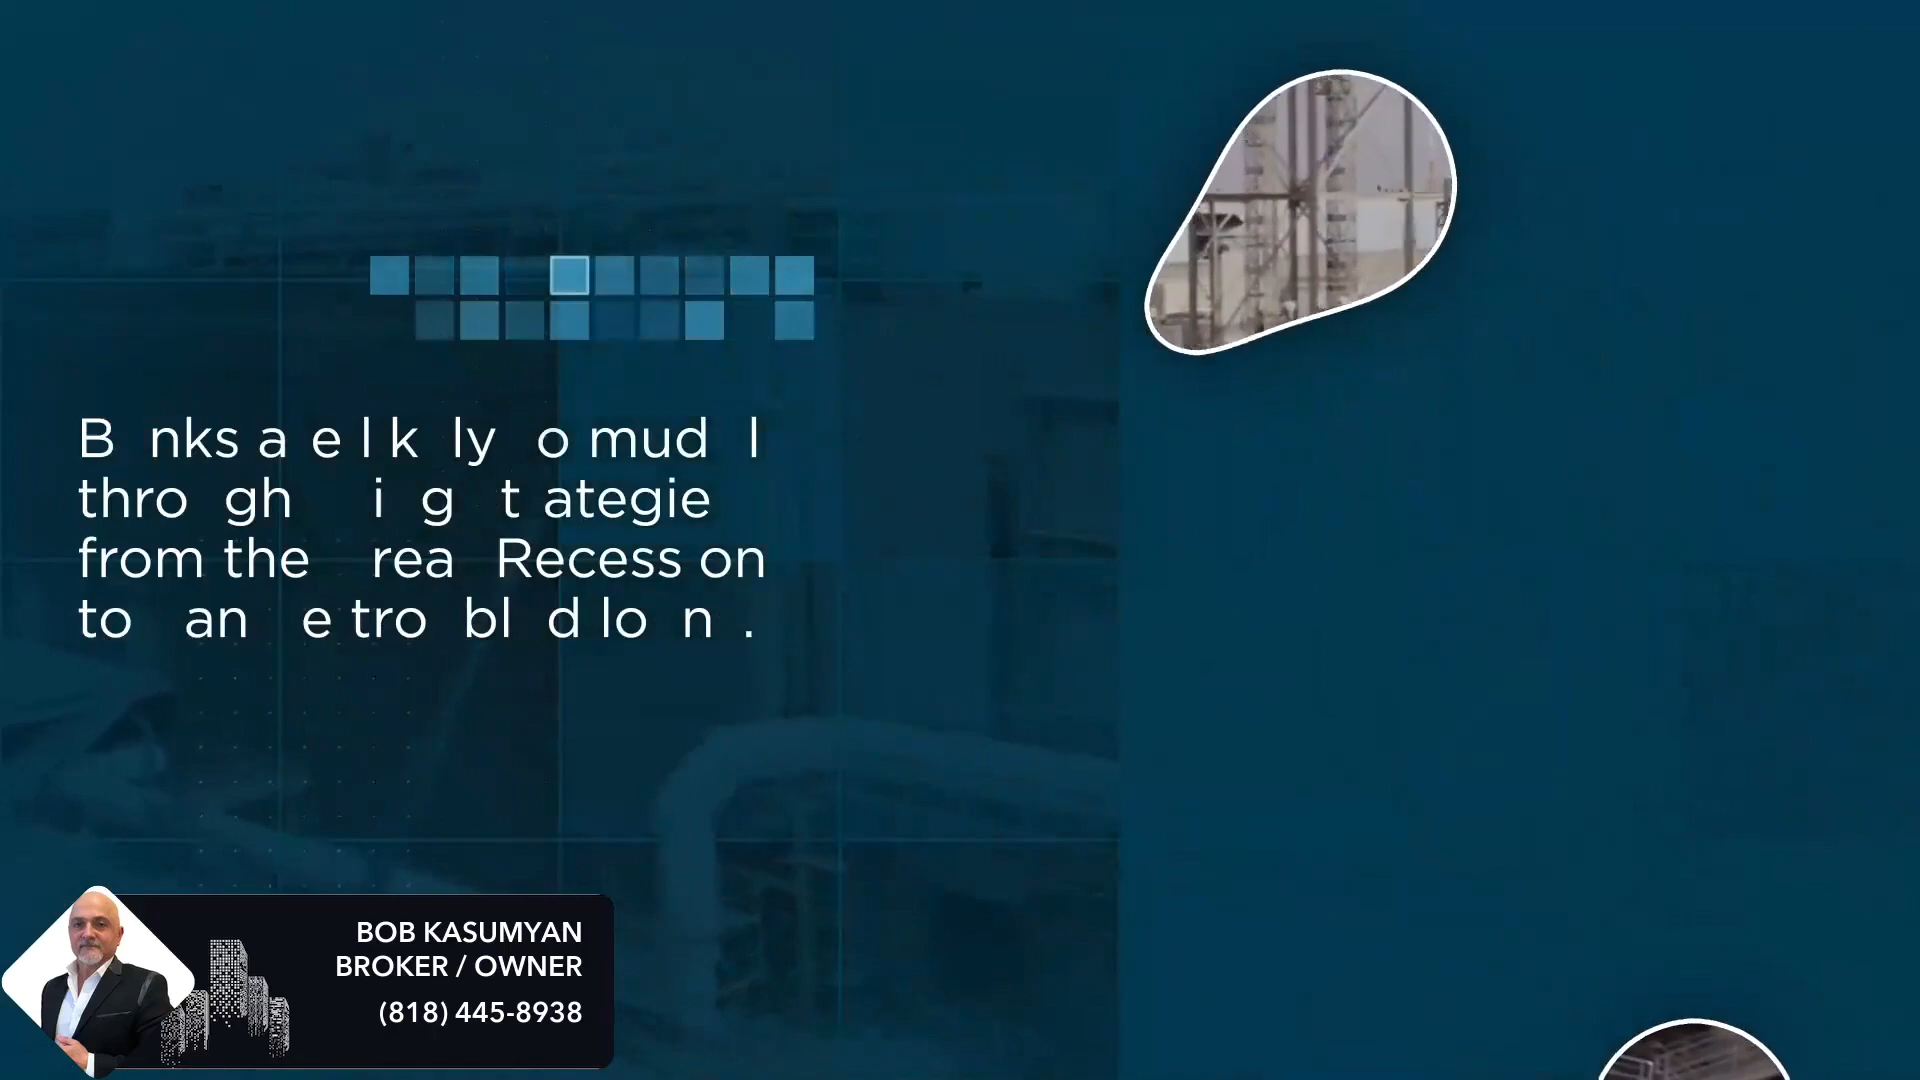 B nks a e l k ly o mud l
thro gh i g t ategie
from the rea Recess on
to an e tro bl d lo n .
BOB KASUMYAN
BROKER / OWNER
(818) 445-8938